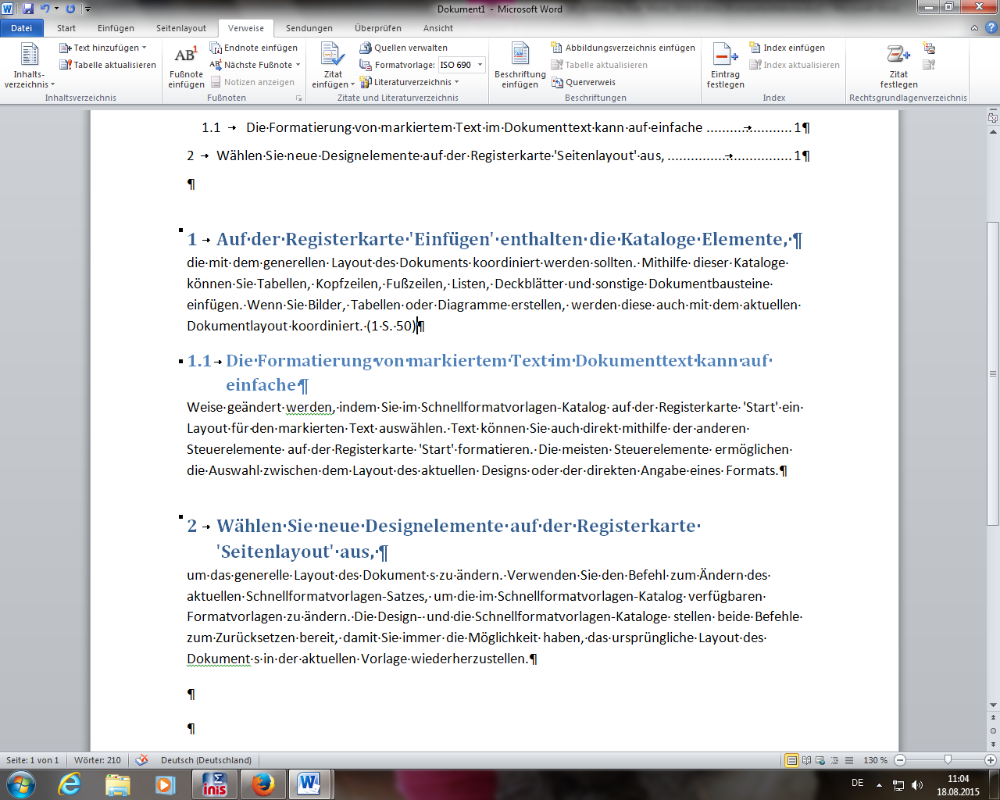 Dokument1 - Microsoft Word
Datei Start Einfügen Seitenlayout Verweise Sendungen Überprüfen Ansicht
Inhalts-
verzeichnis
Text hinzufügen
Tabelle aktualisieren
Inhaltsverzeichnis
AB1
Fußnote
einfügen
Endnote einfügen
Nächste Fußnote
Notizen anzeigen
Fußnoten
Zitat
einfügen
Quellen verwalten
Formatvorlage: ISO 690
Literaturverzeichnis
Zitate und Literaturverzeichnis
Beschriftung
einfügen
Abbildungsverzeichnis einfügen
Tabelle aktualisieren
Querverweis
Beschriftungen
Eintrag
festlegen
Index einfügen
Index aktualisieren
Index
Zitat
festlegen
Rechtsgrundlagenverzeichnis
1.1 → Die·Formatierung·von·markiertem·Text·im·Dokumenttext·kann·auf·einfache .......→.......... 1¶
2 → Wählen·Sie·neue·Designelemente·auf·der·Registerkarte·'Seitenlayout'·aus, ...............→............... 1¶
¶
1 → Auf·der·Registerkarte·'Einfügen'·enthalten·die·Kataloge·Elemente,·¶
die·mit·dem·generellen·Layout·des·Dokuments·koordiniert·werden·sollten.·Mithilfe·dieser·Kataloge·
können·Sie·Tabellen,·Kopfzeilen,·Fußzeilen,·Listen,·Deckblätter·und·sonstige·Dokumentbausteine·
einfügen.·Wenn·Sie·Bilder,·Tabellen·oder·Diagramme·erstellen,·werden·diese·auch·mit·dem·aktuellen·
Dokumentlayout·koordiniert.·(1·S.·50)¶
1.1 → Die·Formatierung·von·markiertem·Text·im·Dokumenttext·kann·auf·
einfache·¶
Weise·geändert·werden,·indem·Sie·im·Schnellformatvorlagen-Katalog·auf·der·Registerkarte·'Start'·ein·
Layout·für·den·markierten·Text·auswählen.·Text·können·Sie·auch·direkt·mithilfe·der·anderen·
Steuerelemente·auf·der·Registerkarte·'Start'·formatieren.·Die·meisten·Steuerelemente·ermöglichen·
die·Auswahl·zwischen·dem·Layout·des·aktuellen·Designs·oder·der·direkten·Angabe·eines·Formats.¶
2 → Wählen·Sie·neue·Designelemente·auf·der·Registerkarte·
'Seitenlayout'·aus,·¶
um·das·generelle·Layout·des·Dokument·s·zu·ändern.·Verwenden·Sie·den·Befehl·zum·Ändern·des·
aktuellen·Schnellformatvorlagen-Satzes,·um·die·im·Schnellformatvorlagen-Katalog·verfügbaren·
Formatvorlagen·zu·ändern.·Die·Design-·und·die·Schnellformatvorlagen-Kataloge·stellen·beide·Befehle·
zum·Zurücksetzen·bereit,·damit·Sie·immer·die·Möglichkeit·haben,·das·ursprüngliche·Layout·des·
Dokument·s·in·der·aktuellen·Vorlage·wiederherzustellen.¶
¶
¶
Seite: 1 von 1 Wörter: 210 Deutsch (Deutschland) 130 %
inis
DE
11:04
18.08.2015